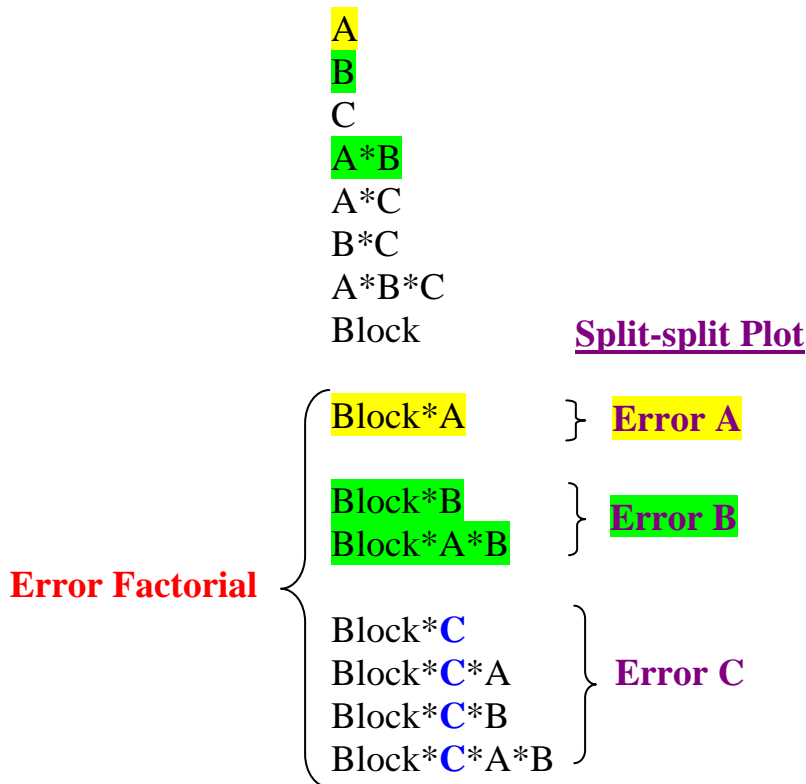 A
B
C
A*B
A*C
B*C
A*B*C
Block
Split-split Plot
Block*A
Error A
Block*B
Error B
Block*A*B
Error Factorial
Block*C
Block*C*A
Error C
Block*C*B
Block*C*A*B